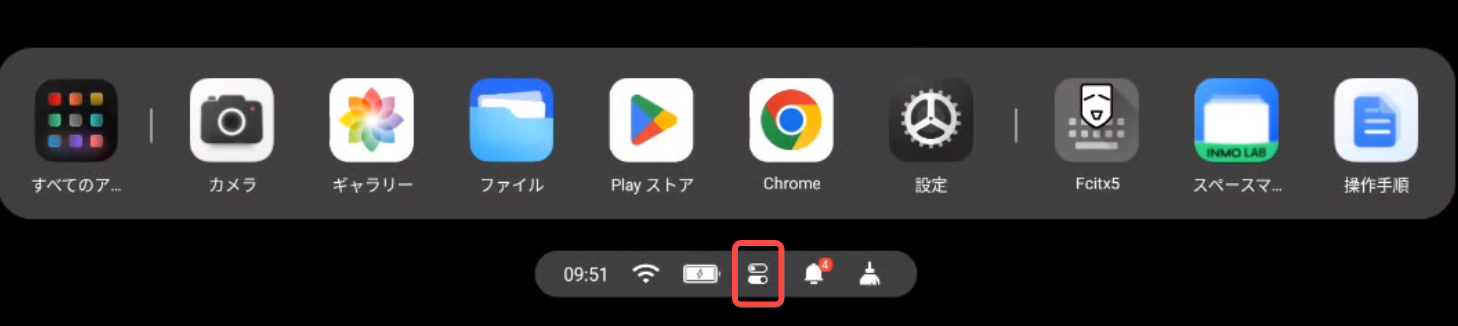 すべてのア...
カメラ
ギャラリー
ファイル
Play ストア
Chrome
設定
Fcitx5
INMO LAB
スペースマ...
操作手順
09:51
4